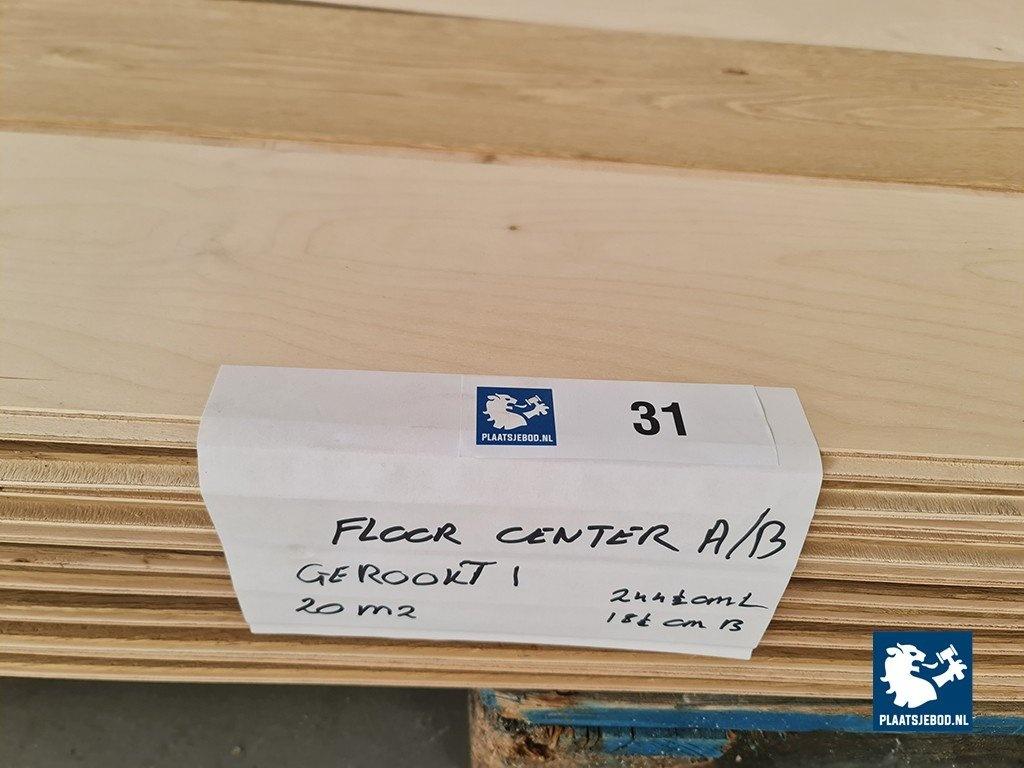 31
PLAATSJEBOD.NL
FLOOR CENTER A/B
GEROOKT 1
20 m2
244± cm L
18± cm B
PLAATSJEBOD.NL